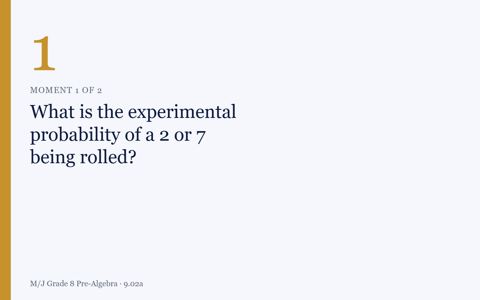 1
MOMENT 1 OF 2
What is the experimental
probability of a 2 or 7
being rolled?
M/J Grade 8 Pre-Algebra · 9.02a